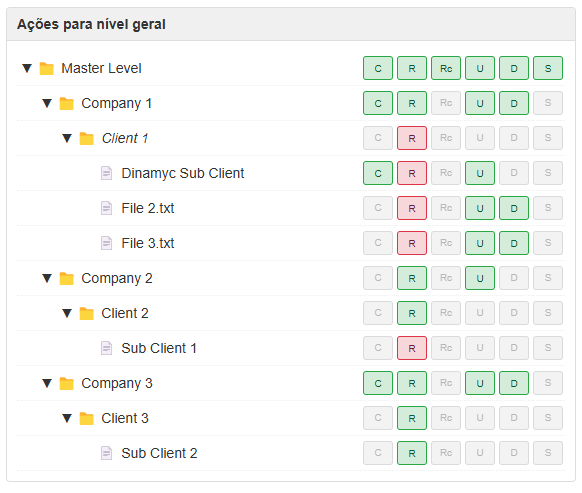 Ações para nível geral
Master Level C R Rc U D S
Company 1 C R Rc U D S
Client 1 C R Rc U D S
Dinamyc Sub Client C R Rc U D S
File 2.txt C R Rc U D S
File 3.txt C R Rc U D S
Company 2 C R Rc U D S
Client 2 C R Rc U D S
Sub Client 1 C R Rc U D S
Company 3 C R Rc U D S
Client 3 C R Rc U D S
Sub Client 2 C R Rc U D S